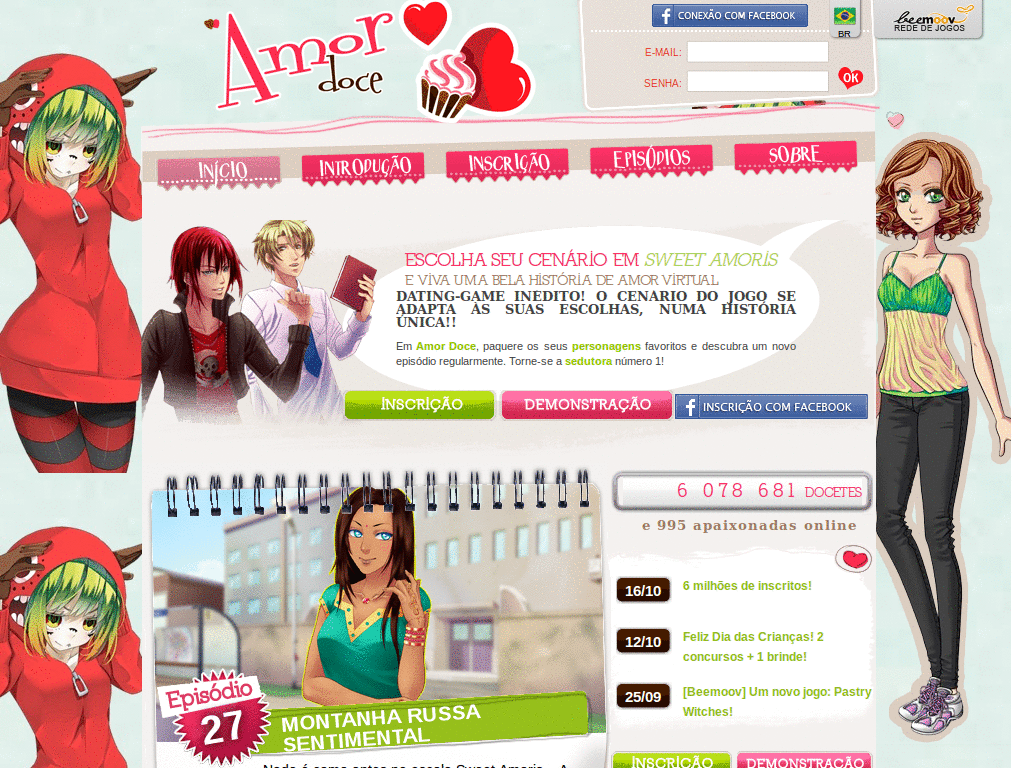 Amor doce
CONEXÃO COM FACEBOOK
BR
beemoov
REDE DE JOGOS
E-MAIL:
SENHA:
OK
INÍCIO
INTRODUÇÃO
INSCRIÇÃO
EPISÓDIOS
SOBRE
ESCOLHA SEU CENÁRIO EM SWEET AMORIS
E VIVA UMA BELA HISTÓRIA DE AMOR VIRTUAL
DATING-GAME INEDITO! O CENARIO DO JOGO SE
ADAPTA AS SUAS ESCOLHAS, NUMA HISTÓRIA
ÚNICA!!
Em Amor Doce, paquere os seus personagens favoritos e descubra um novo
episódio regularmente. Torne-se a sedutora número 1!
INSCRIÇÃO
DEMONSTRAÇÃO
INSCRIÇÃO COM FACEBOOK
6 078 681 DOCETES
e 995 apaixonadas online
16/10
6 milhões de inscritos!
12/10
Feliz Dia das Crianças! 2
concursos + 1 brinde!
25/09
[Beemoov] Um novo jogo: Pastry
Witches!
Episódio
27
MONTANHA RUSSA
SENTIMENTAL
INSCRIÇÃO
DEMONSTRAÇÃO